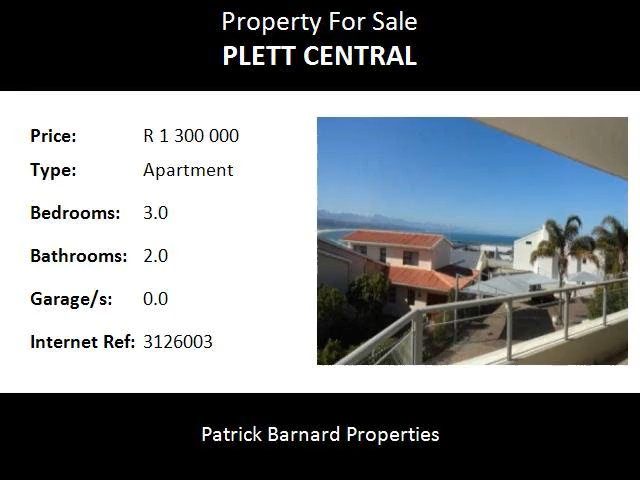 Property For Sale
PLETT CENTRAL
Price: R 1 300 000
Type: Apartment
Bedrooms: 3.0
Bathrooms: 2.0
Garage/s: 0.0
Internet Ref: 3126003
Patrick Barnard Properties